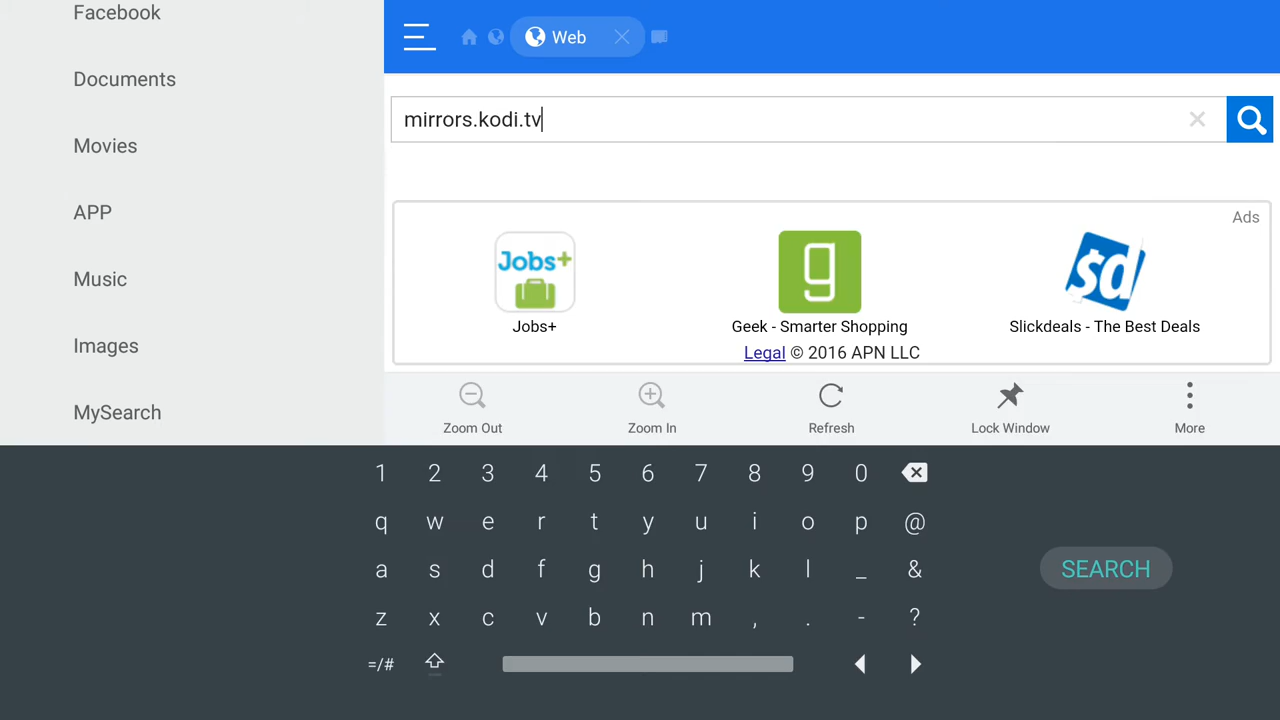 Facebook
Documents
Movies
APP
Music
Images
MySearch
Web
mirrors.kodi.tv
Ads
Jobs+
Jobs+
g
Geek - Smarter Shopping
sd
Slickdeals - The Best Deals
Legal © 2016 APN LLC
Zoom Out
Zoom In
Refresh
Lock Window
More
1 2 3 4 5 6 7 8 9 0
q w e r t y u i o p @
a s d f g h j k l _ &
SEARCH
z x c v b n m , . - ?
=/#